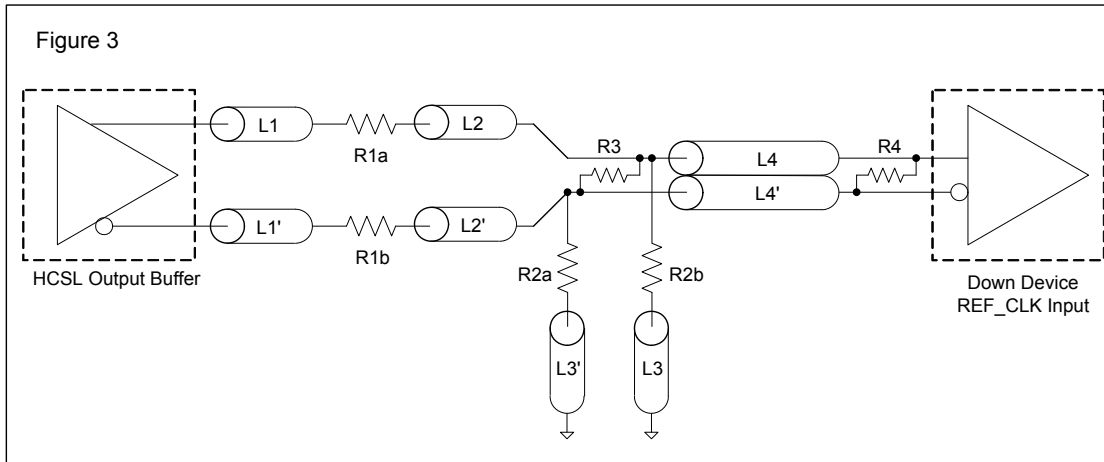 Figure 3
L1
R1a
L2
R3
L4
R4
L1'
R1b
L2'
L4'
HCSL Output Buffer
R2a
R2b
Down Device
REF_CLK Input
L3'
L3